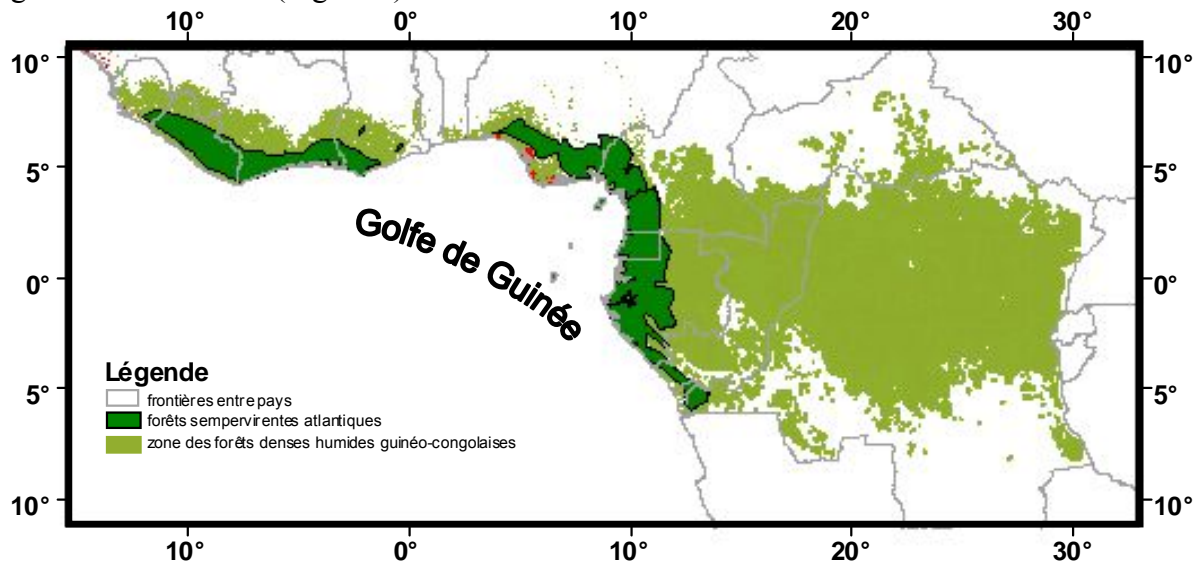 10° 0° 10° 20° 30°
10° 10°
5° 5°
Golfe de Guinée
0° 0°
Légende
frontières entre pays
5° 5°
forêts sempervirentes atlantiques
zone des forêts denses humides guinéo-congolaises
10° 10°
10° 0° 10° 20° 30°